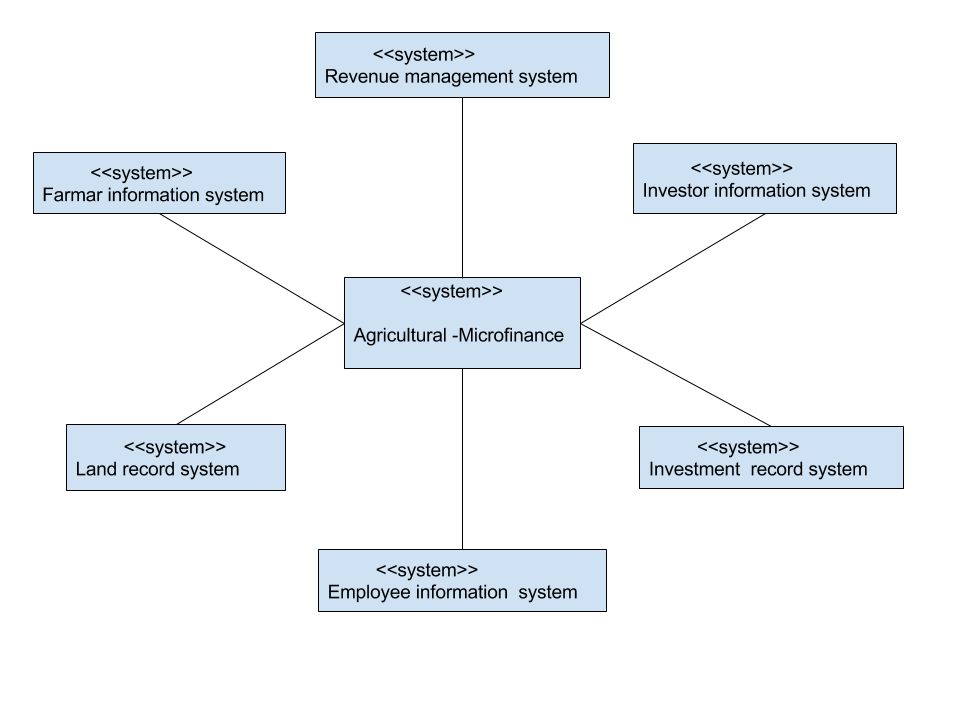 <<system>>
Revenue management system
<<system>>
Farmar information system
<<system>>
Investor information system
<<system>>
Agricultural -Microfinance
<<system>>
Land record system
<<system>>
Investment  record system
<<system>>
Employee information  system